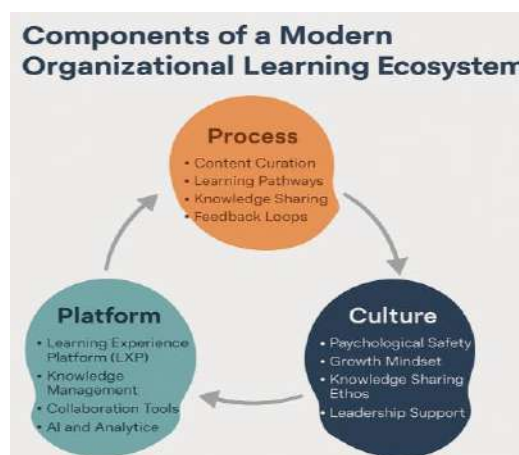 Components of a Modern
Organizational Learning Ecosystem
Process
• Content Curation
• Learning Pathways
• Knowledge Sharing
• Feedback Loops
Platform
• Learning Experience
Platform (LXP)
• Knowledge
Management
• Collaboration Tools
• AI and Analytice
Culture
• Paychological Safety
• Growth Mindset
• Knowledge Sharing
Ethos
• Leadership Support